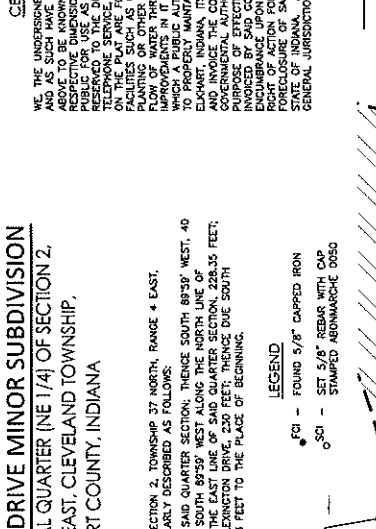 DRIVE MINOR SUBDIVISION
L QUARTER (NE 1/4) OF SECTION 2,
EAST, CLEVELAND TOWNSHIP,
RT COUNTY, INDIANA
ECTION 2, TOWNSHIP 37 NORTH, RANGE 4 EAST,
ARLY DESCRIBED AS FOLLOWS:
SAID QUARTER SECTION; THENCE SOUTH 89°59' WEST, 40
SOUTH 89°59' WEST ALONG THE NORTH LINE OF
THE EAST LINE OF SAID QUARTER SECTION, 228.35 FEET;
EXINGTON DRIVE, 230 FEET; THENCE DUE SOUTH
FEET TO THE PLACE OF BEGINNING.
LEGEND
FCI - FOUND 5/8" CAPPED IRON
SCI - SET 5/8" REBAR WITH CAP
STAMPED ABONMARCHE 0050
CE
WE, THE UNDERSIGNE
AND AS SUCH HAVE
ABOVE TO BE KNOWN
RESPECTIVE DIMENSIO
PUBLIC FOR USE AS
RESERVED TO THE D
TELEPHONE SERVICE,
ON THE PLAT ARE FO
FACILITIES SUCH AS
PLANTING OR OTHER
FLOW OF WATER THR
IMPROVEMENTS IN IT
WHICH A PUBLIC AUT
TO PROPERLY MAINTA
ELKHART, INDIANA, ITS
AND INVOICE THE CO
GOVERNMENTAL OTHE
PURPOSE OF EFFECTI
INVOICED BY SAID GO
ENCUMBRANCE UPON
RIGHT OF ACTION FOR
FORECLOSURE OF SA
STATE OF INDIANA.
GENERAL JURISDICTIO